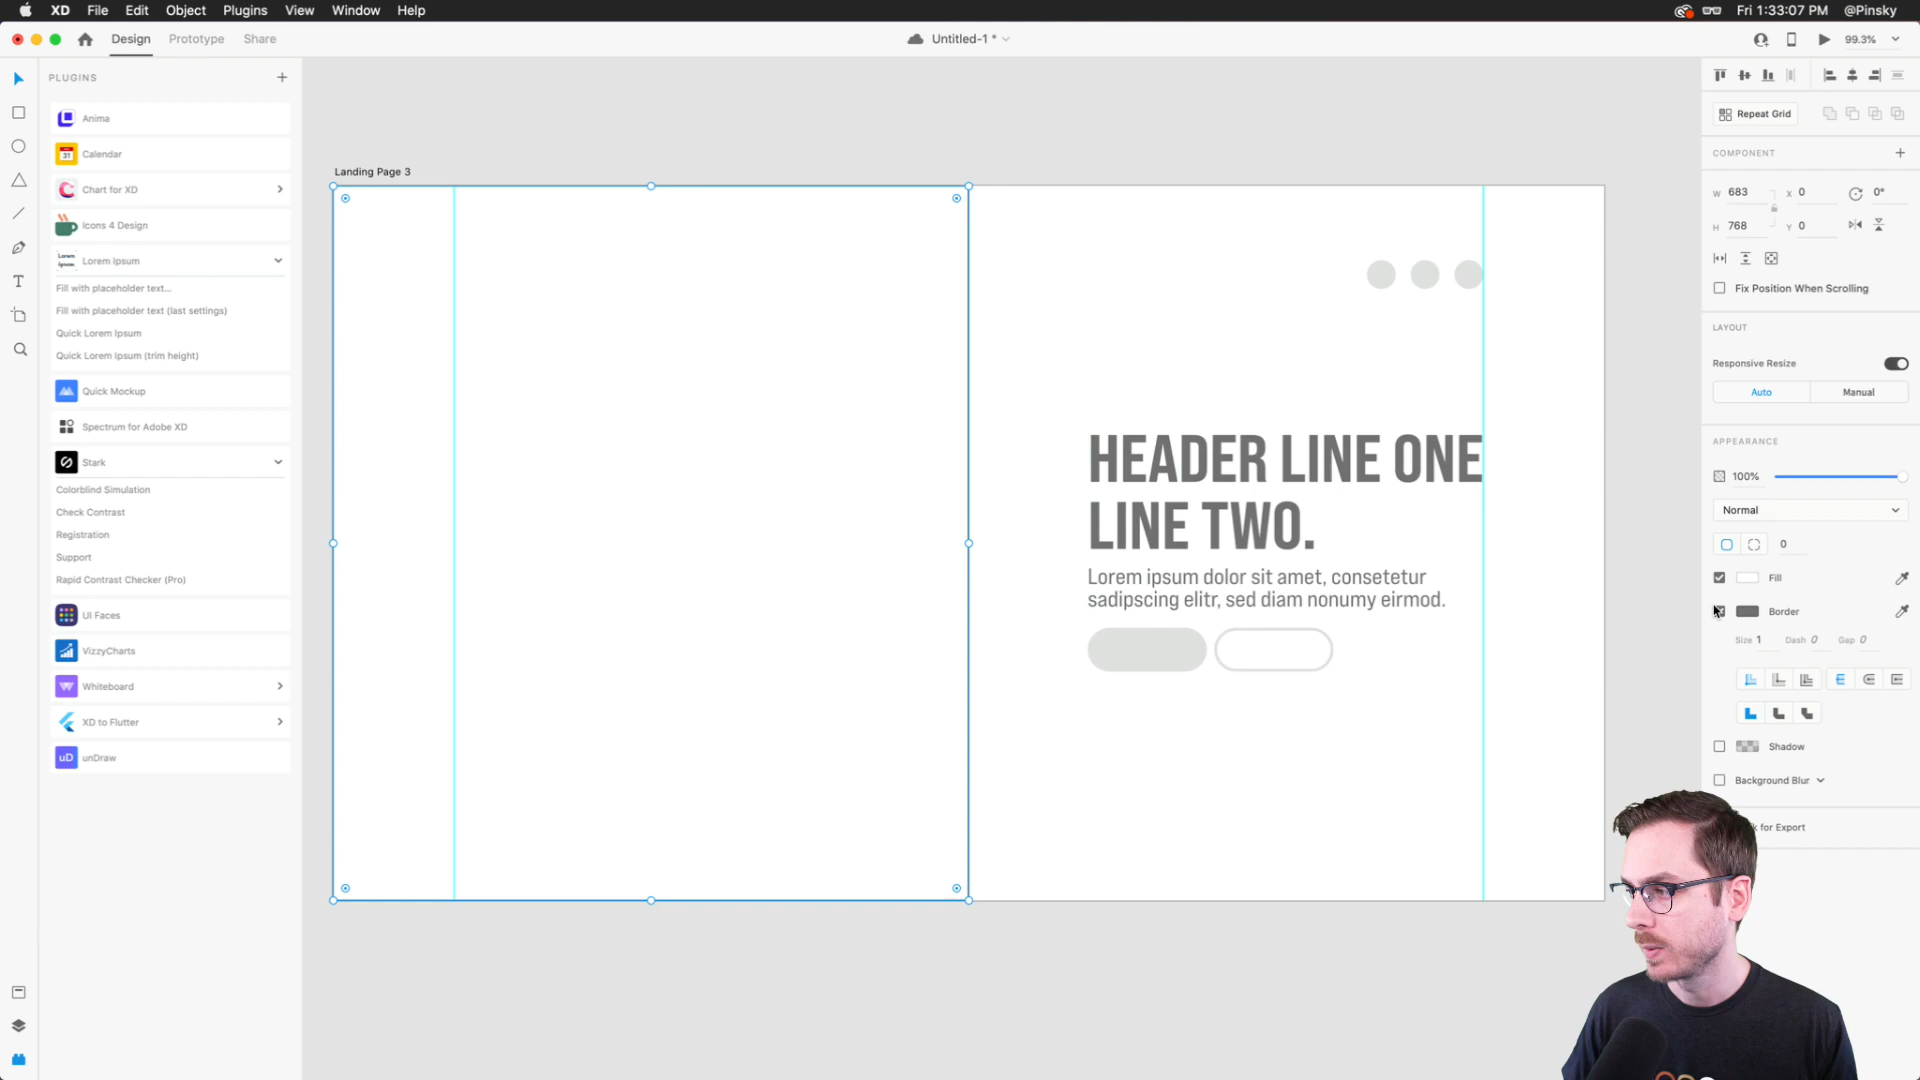 XD File Edit Plugins Object View Window Help
Fri 1:33:07 PM @Pinsky
Design Prototype Share
Untitled-1 *
99.3%
PLUGINS
Anima
Calendar
31
Chart for XD
Icons 4 Design
Lorem Ipsum
Lorem Ipsum
Fill with placeholder text...
Fill with placeholder text (last settings)
Quick Lorem Ipsum
Quick Lorem Ipsum (trim height)
Quick Mockup
Spectrum for Adobe XD
Stark
Colorblind Simulation
Check Contrast
Registration
Support
Rapid Contrast Checker (Pro)
UI Faces
VizzyCharts
Whiteboard
XD to Flutter
uD unDraw
Landing Page 3
HEADER LINE ONE
LINE TWO.
Lorem ipsum dolor sit amet, consetetur
sadipscing elitr, sed diam nonumy eirmod.
Repeat Grid
COMPONENT
W 683 X 0 0°
H 768 Y 0
Fix Position When Scrolling
LAYOUT
Responsive Resize
Auto Manual
APPEARANCE
100%
Normal
0
Fill
Border
Size 1 Dash 0 Gap 0
Shadow
Background Blur
k for Export